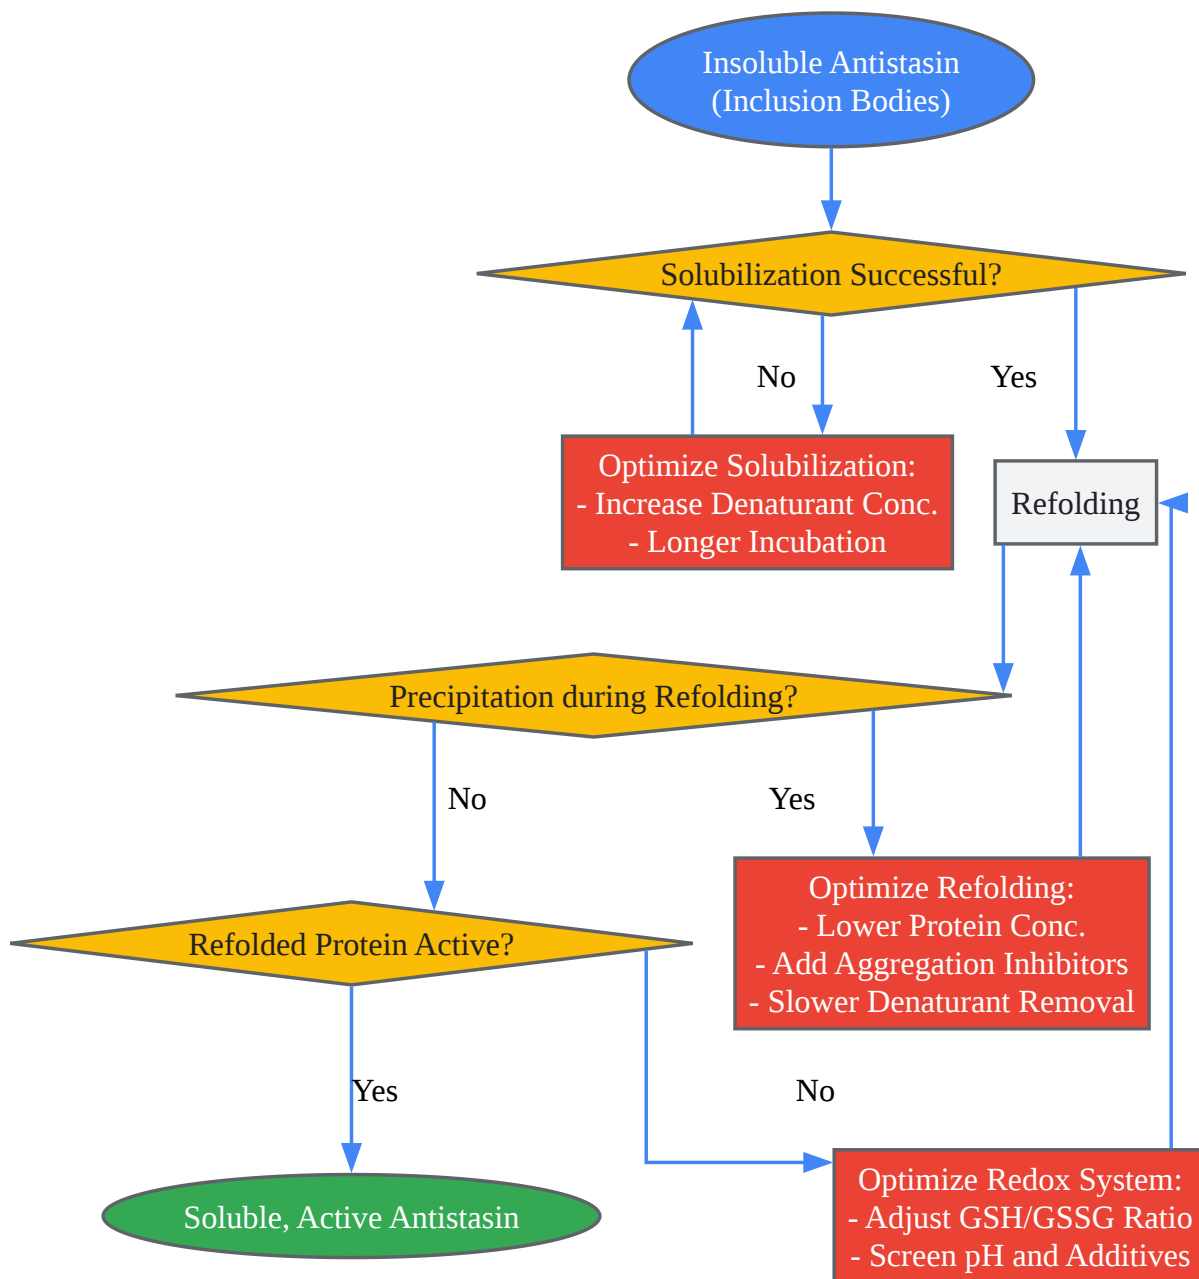 Insoluble Antistasin
(Inclusion Bodies)
Solubilization Successful?
No
Yes
Optimize Solubilization:
- Increase Denaturant Conc.
- Longer Incubation
Refolding
Precipitation during Refolding?
No
Yes
Optimize Refolding:
- Lower Protein Conc.
- Add Aggregation Inhibitors
- Slower Denaturant Removal
Refolded Protein Active?
Yes
No
Optimize Redox System:
- Adjust GSH/GSSG Ratio
- Screen pH and Additives
Soluble, Active Antistasin